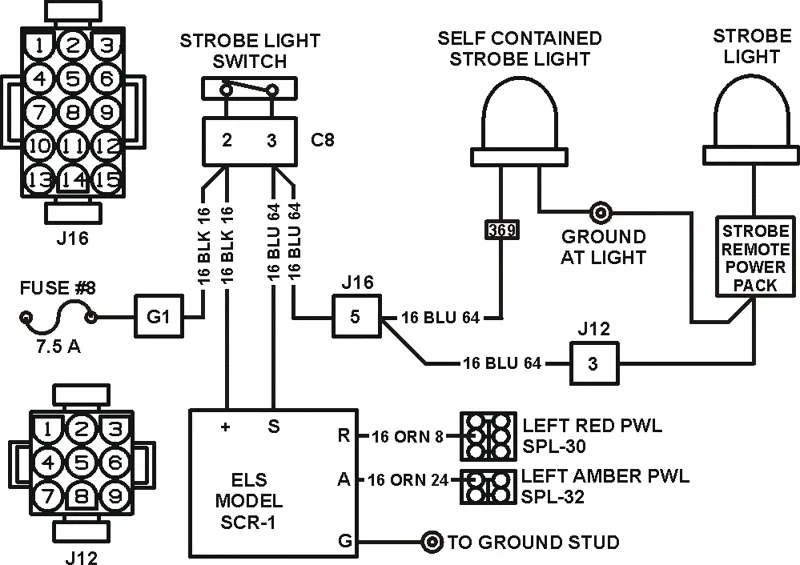 1 2 3
4 5 6
7 8 9
10 11 12
13 14 15
J16
STROBE LIGHT
SWITCH
2 3
C8
SELF CONTAINED
STROBE LIGHT
STROBE
LIGHT
16 BLK 16
16 BLK 16
16 BLU 64
16 BLU 64
369
GROUND
AT LIGHT
STROBE
REMOTE
POWER
PACK
FUSE #8
7.5 A
G1
J16
5
16 BLU 64
16 BLU 64
J12
3
1 2 3
4 5 6
7 8 9
J12
+ S
R
A
G
ELS
MODEL
SCR-1
16 ORN 8
LEFT RED PWL
SPL-30
16 ORN 24
LEFT AMBER PWL
SPL-32
TO GROUND STUD